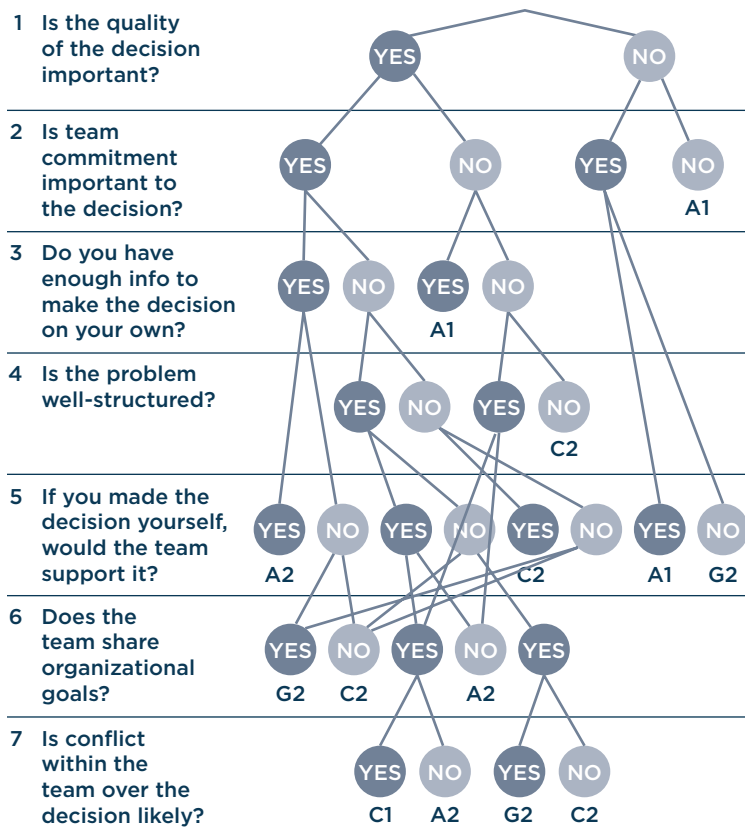 1 Is the quality
of the decision
important?
YES NO
2 Is team
commitment
important to
the decision?
YES NO YES NO
A1
3 Do you have
enough info to
make the decision
on your own?
YES NO YES NO
A1
4 Is the problem
well-structured?
YES NO YES NO
C2
5 If you made the
decision yourself,
would the team
support it?
YES NO YES NO YES NO YES NO
A2 C2 A1 G2
6 Does the
team share
organizational
goals?
YES NO YES NO YES
G2 C2 A2
7 Is conflict
within the
team over the
decision likely?
YES NO YES NO
C1 A2 G2 C2